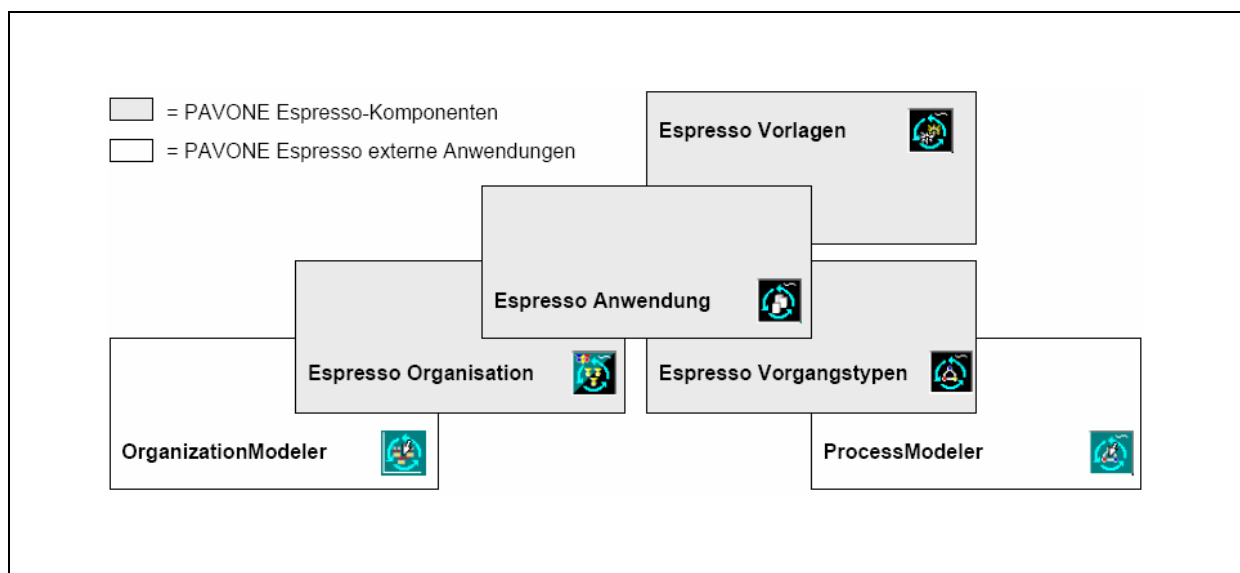 = PAVONE Espresso-Komponenten
= PAVONE Espresso externe Anwendungen
Espresso Vorlagen
Espresso Anwendung
Espresso Organisation
Espresso Vorgangstypen
OrganizationModeler
ProcessModeler